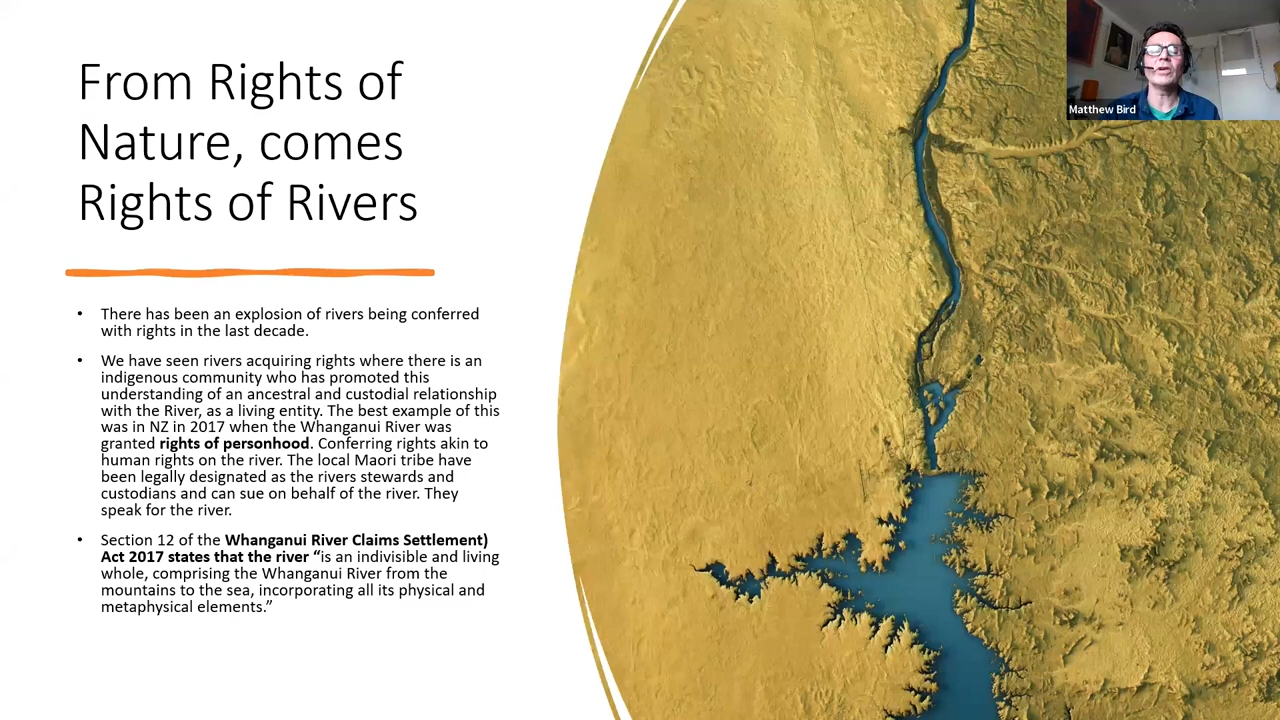 From Rights of
Nature, comes
Rights of Rivers
• There has been an explosion of rivers being conferred
with rights in the last decade.
• We have seen rivers acquiring rights where there is an
indigenous community who has promoted this
understanding of an ancestral and custodial relationship
with the River, as a living entity. The best example of this
was in NZ in 2017 when the Whanganui River was
granted rights of personhood. Conferring rights akin to
human rights on the river. The local Maori tribe have
been legally designated as the rivers stewards and
custodians and can sue on behalf of the river. They
speak for the river.
• Section 12 of the Whanganui River Claims Settlement)
Act 2017 states that the river “is an indivisible and living
whole, comprising the Whanganui River from the
mountains to the sea, incorporating all its physical and
metaphysical elements.”
Matthew Bird